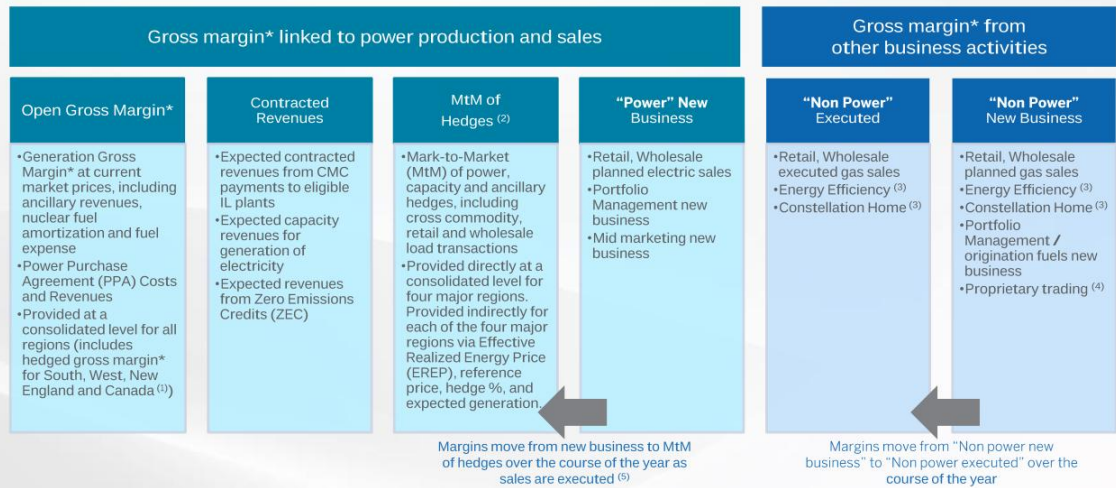 Gross margin* linked to power production and sales
Gross margin* from
other business activities
Open Gross Margin*
•Generation Gross
Margin* at current
market prices, including
ancillary revenues,
nuclear fuel
amortization and fuel
expense
•Power Purchase
Agreement (PPA) Costs
and Revenues
•Provided at a
consolidated level for all
regions (includes
hedged gross margin*
for South, West, New
England and Canada (1))
Contracted
Revenues
•Expected contracted
revenues from CMC
payments to eligible
IL plants
•Expected capacity
revenues for
generation of
electricity
•Expected revenues
from Zero Emissions
Credits (ZEC)
MtM of
Hedges (2)
•Mark-to-Market
(MtM) of power,
capacity and ancillary
hedges, including
cross commodity,
retail and wholesale
load transactions
•Provided directly at a
consolidated level for
four major regions.
Provided indirectly for
each of the four major
regions via Effective
Realized Energy Price
(EREP), reference
price, hedge %, and
expected generation.
“Power” New
Business
•Retail, Wholesale
planned electric sales
•Portfolio
Management new
business
•Mid marketing new
business
Margins move from new business to MtM
of hedges over the course of the year as
sales are executed (5)
“Non Power”
Executed
•Retail, Wholesale
executed gas sales
•Energy Efficiency (3)
•Constellation Home (3)
“Non Power”
New Business
•Retail, Wholesale
planned gas sales
•Energy Efficiency (3)
•Constellation Home (3)
•Portfolio
Management /
origination fuels new
business
•Proprietary trading (4)
Margins move from “Non power new
business” to “Non power executed” over the
course of the year